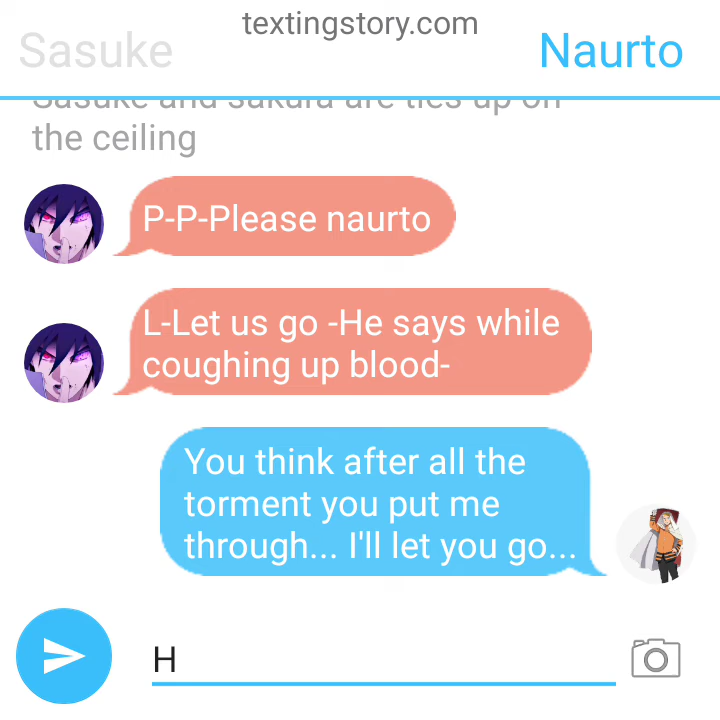 textingstory.com
Sasuke Naurto
Sasuke and sakura are ties up on
the ceiling
P-P-Please naurto
L-Let us go -He says while
coughing up blood-
You think after all the
torment you put me
through... I'll let you go...
H